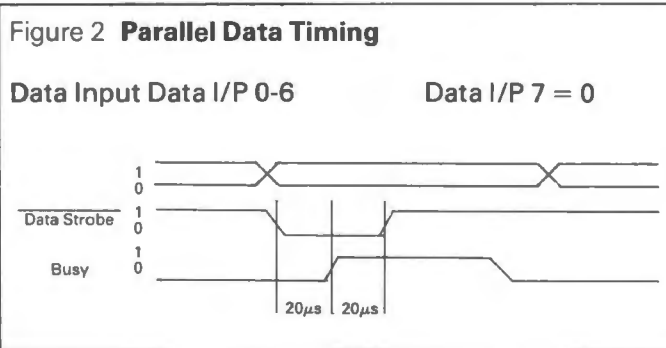 Figure 2 Parallel Data Timing
Data Input Data I/P 0-6 Data I/P 7 = 0
1
0
Data Strobe 1
0
Busy 1
0
20μs 20μs